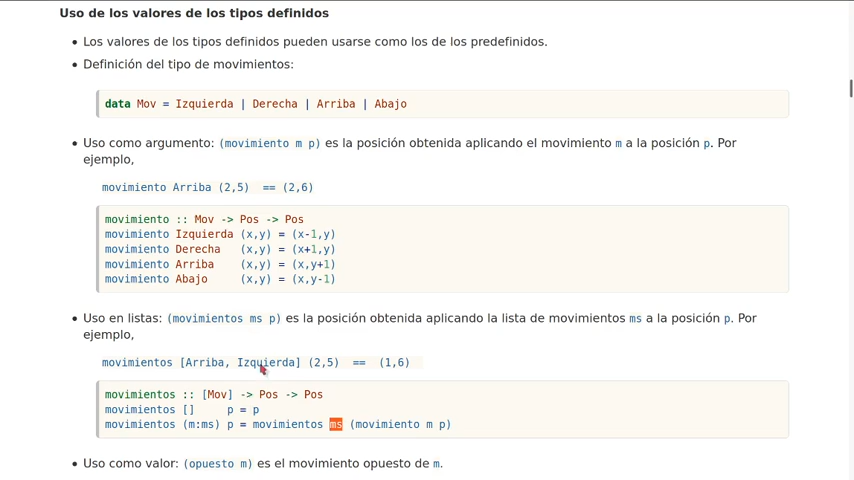 Uso de los valores de los tipos definidos
• Los valores de los tipos definidos pueden usarse como los de los predefinidos.
• Definición del tipo de movimientos:
data Mov = Izquierda | Derecha | Arriba | Abajo
• Uso como argumento: (movimiento m p) es la posición obtenida aplicando el movimiento m a la posición p. Por
ejemplo,
movimiento Arriba (2,5)  == (2,6)
movimiento :: Mov -> Pos -> Pos
movimiento Izquierda (x,y) = (x-1,y)
movimiento Derecha   (x,y) = (x+1,y)
movimiento Arriba    (x,y) = (x,y+1)
movimiento Abajo     (x,y) = (x,y-1)
• Uso en listas: (movimientos ms p) es la posición obtenida aplicando la lista de movimientos ms a la posición p. Por
ejemplo,
movimientos [Arriba, Izquierda] (2,5)  ==  (1,6)
movimientos :: [Mov] -> Pos -> Pos
movimientos []     p = p
movimientos (m:ms) p = movimientos ms (movimiento m p)
• Uso como valor: (opuesto m) es el movimiento opuesto de m.